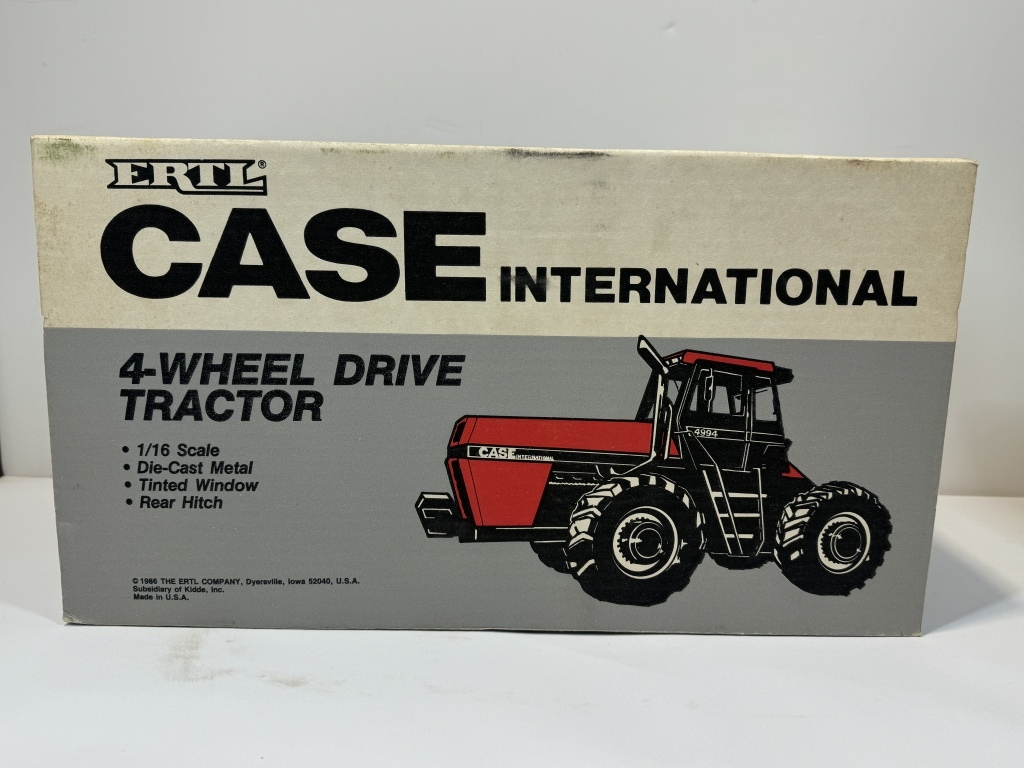 ERTL®
CASE INTERNATIONAL
4-WHEEL DRIVE
TRACTOR
• 1/16 Scale
• Die-Cast Metal
• Tinted Window
• Rear Hitch
4994
CASE INTERNATIONAL
© 1986 THE ERTL COMPANY, Dyersville, Iowa 52040, U.S.A.
Subsidiary of Kidde, Inc.
Made in U.S.A.